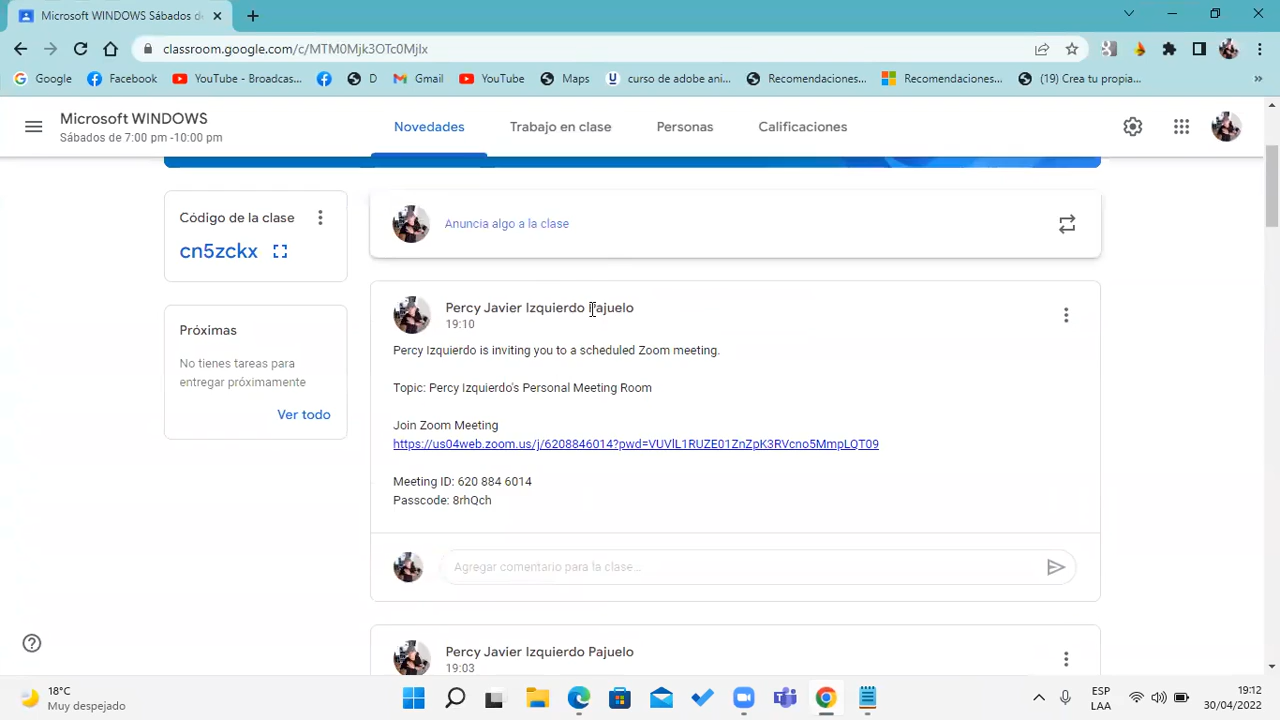 Microsoft WINDOWS Sábados d
classroom.google.com/c/MTM0Mjk3OTc0MjIx
Google Facebook YouTube - Broadcas... D Gmail YouTube Maps curso de adobe ani... Recomendaciones... Recomendaciones... (19) Crea tu propia... »
Microsoft WINDOWS
Sábados de 7:00 pm -10:00 pm
Novedades Trabajo en clase Personas Calificaciones
Código de la clase
cn5zckx
Próximas
No tienes tareas para
entregar próximamente
Ver todo
Anuncia algo a la clase
Percy Javier Izquierdo Pajuelo
19:10
Percy Izquierdo is inviting you to a scheduled Zoom meeting.
Topic: Percy Izquierdo's Personal Meeting Room
Join Zoom Meeting
https://us04web.zoom.us/j/6208846014?pwd=VUVlL1RUZE01ZnZpK3RVcno5MmpLQT09
Meeting ID: 620 884 6014
Passcode: 8rhQch
Agregar comentario para la clase...
Percy Javier Izquierdo Pajuelo
19:03
18°C
Muy despejado
ESP
LAA
19:12
30/04/2022